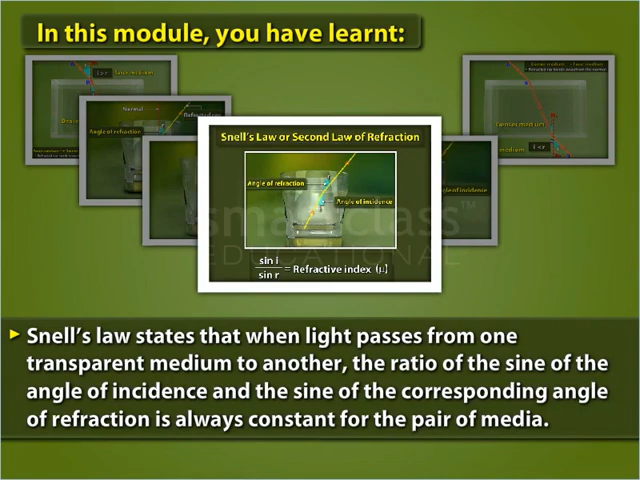 In this module, you have learnt:
Normal
Angle of refraction
Snell's Law or Second Law of Refraction
Angle of refraction
Angle of incidence
sin i
sin r
= Refractive index (μ)
smartclass™
EDUCATIONAL
Snell's law states that when light passes from one
transparent medium to another, the ratio of the sine of the
angle of incidence and the sine of the corresponding angle
of refraction is always constant for the pair of media.